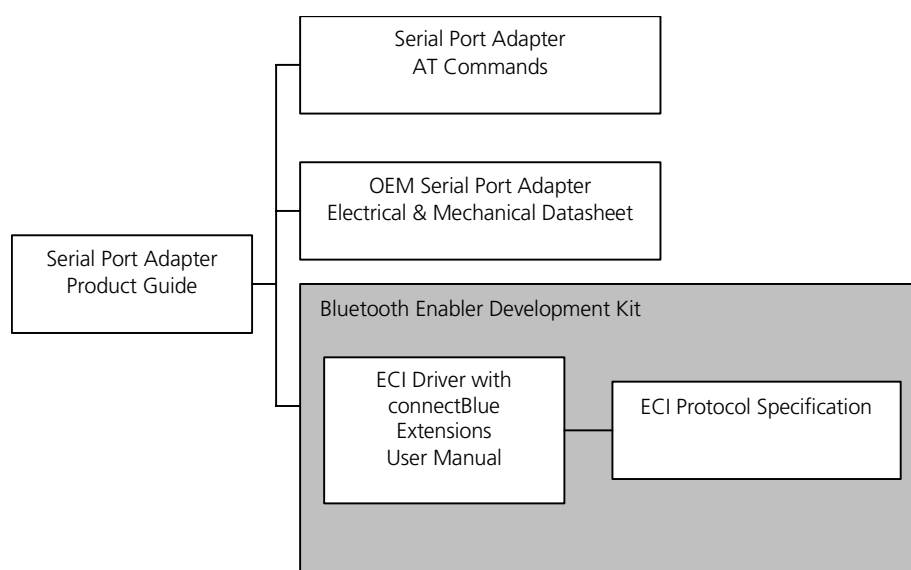 Serial Port Adapter
AT Commands
OEM Serial Port Adapter
Electrical & Mechanical Datasheet
Serial Port Adapter
Product Guide
Bluetooth Enabler Development Kit
ECI Driver with
connectBlue
Extensions
User Manual
ECI Protocol Specification